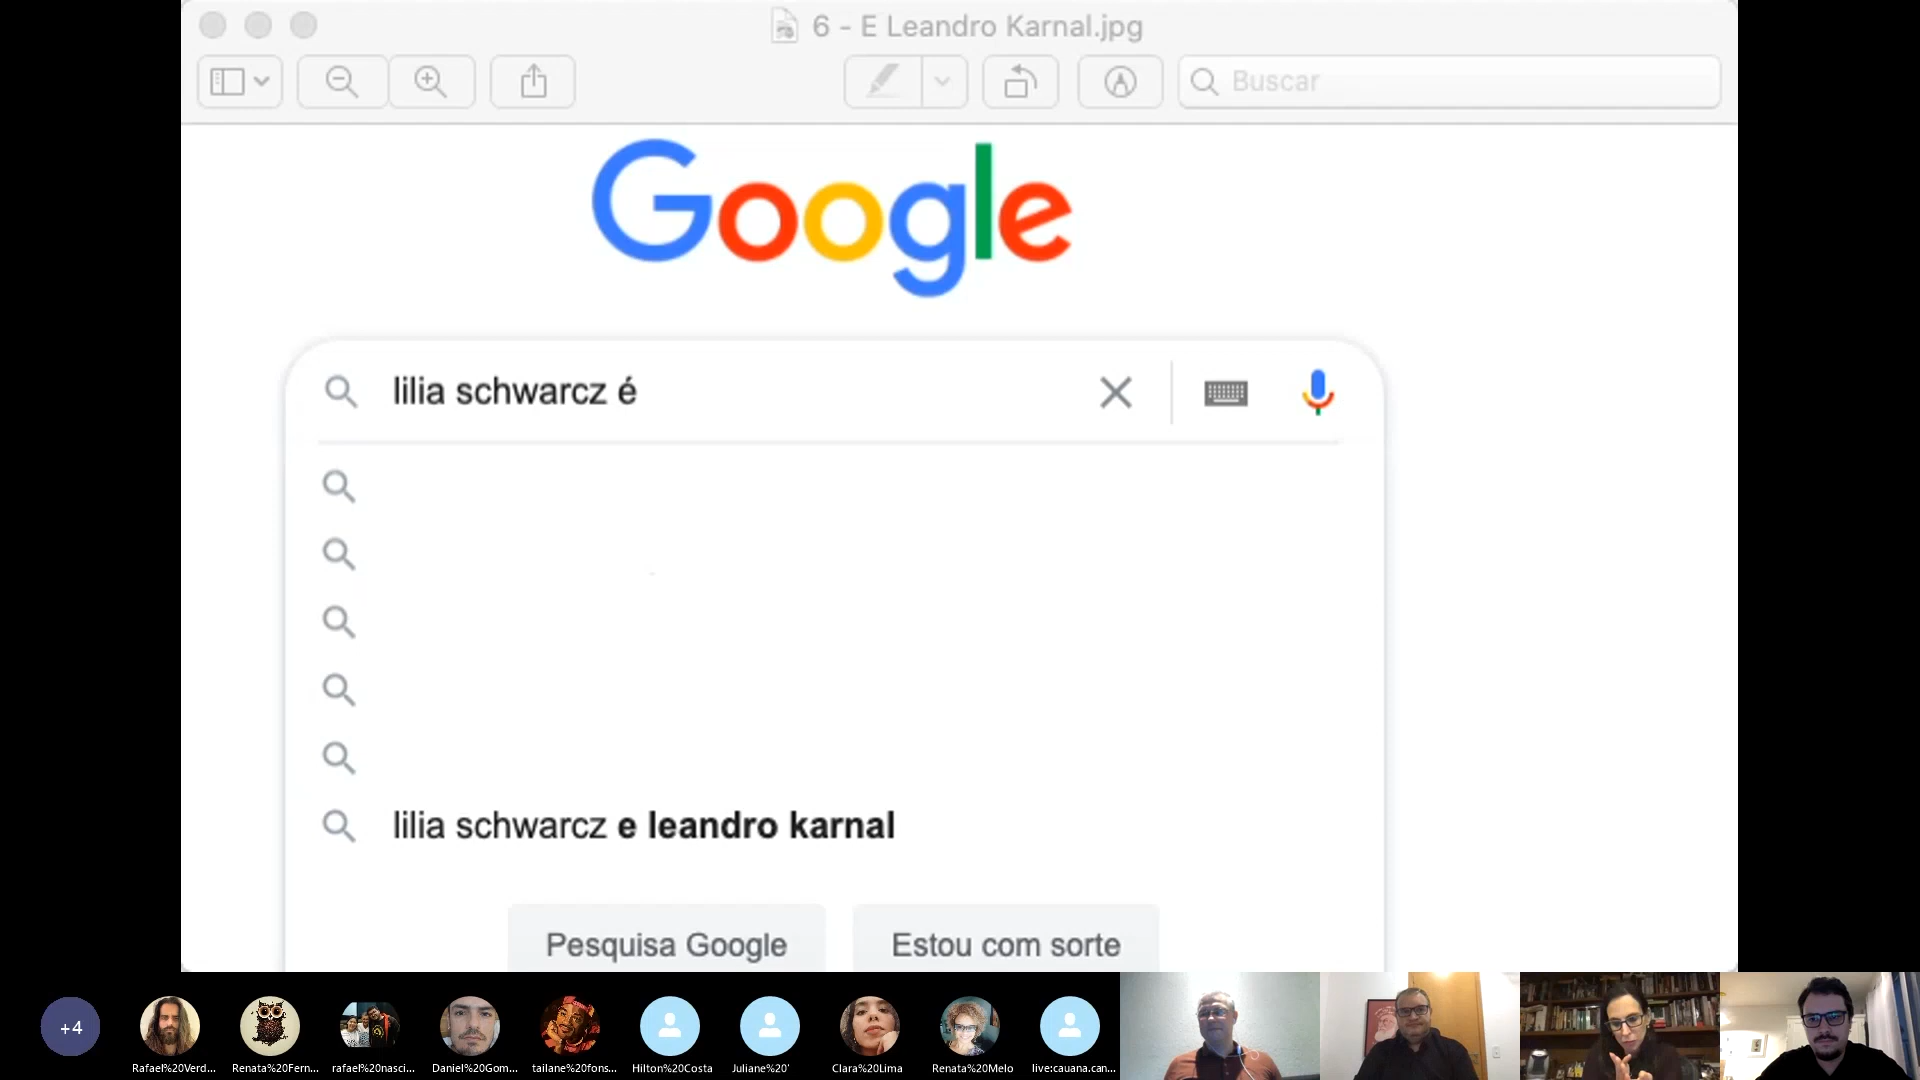 6 - E Leandro Karnal.jpg
Buscar
Google
lilia schwarcz é
lilia schwarcz e leandro karnal
Pesquisa Google
Estou com sorte
+4
Rafael%20Verd...
Renata%20Fern...
rafael%20nasci...
Daniel%20Gom...
tailane%20fons...
Hilton%20Costa
Juliane%20'
Clara%20Lima
Renata%20Melo
live:cauana.can...